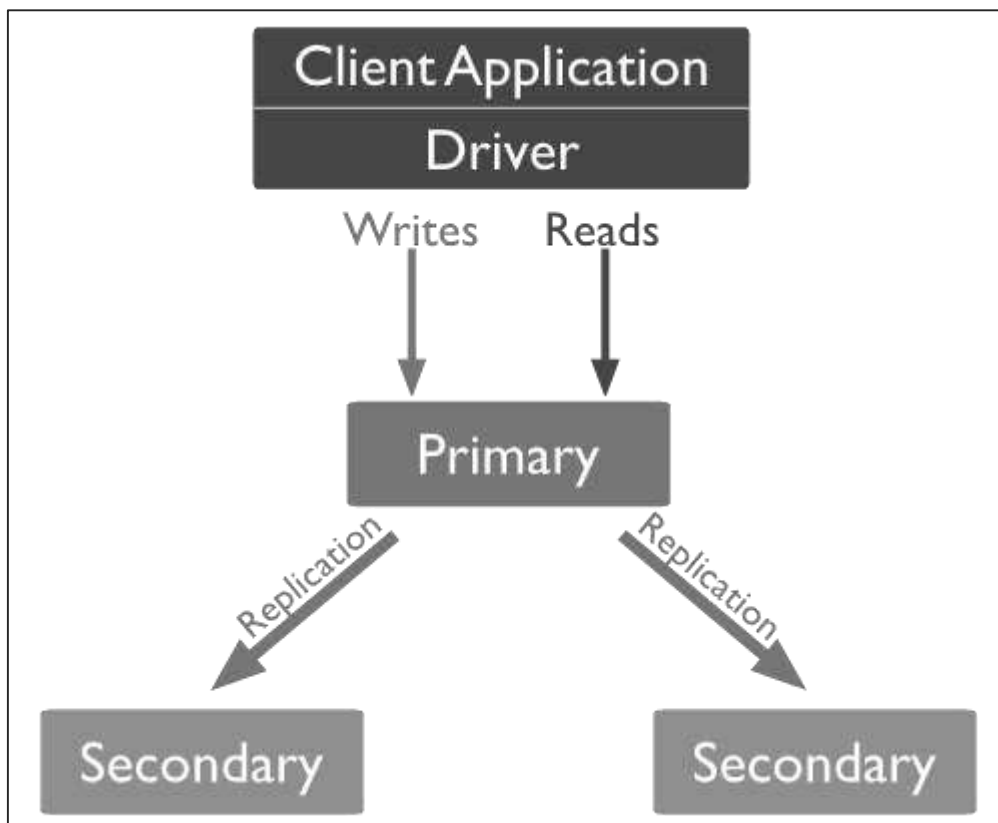 Client Application
Driver
Writes Reads
Primary
Replication Replication
Secondary Secondary